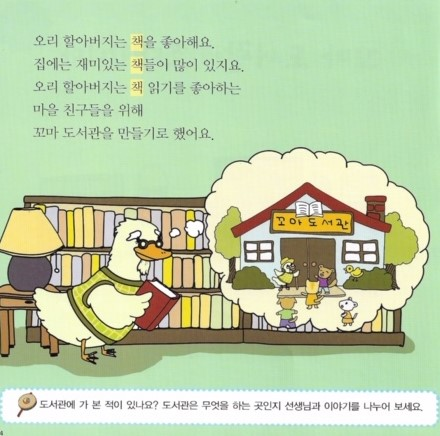 오리 할아버지는 책을 좋아해요.
집에는 재미있는 책들이 많이 있지요.
오리 할아버지는 책 읽기를 좋아하는
마을 친구들을 위해
꼬마 도서관을 만들기로 했어요.
꼬마도서관
도서관에 가 본 적이 있나요? 도서관은 무엇을 하는 곳인지 선생님과 이야기를 나누어 보세요.
4